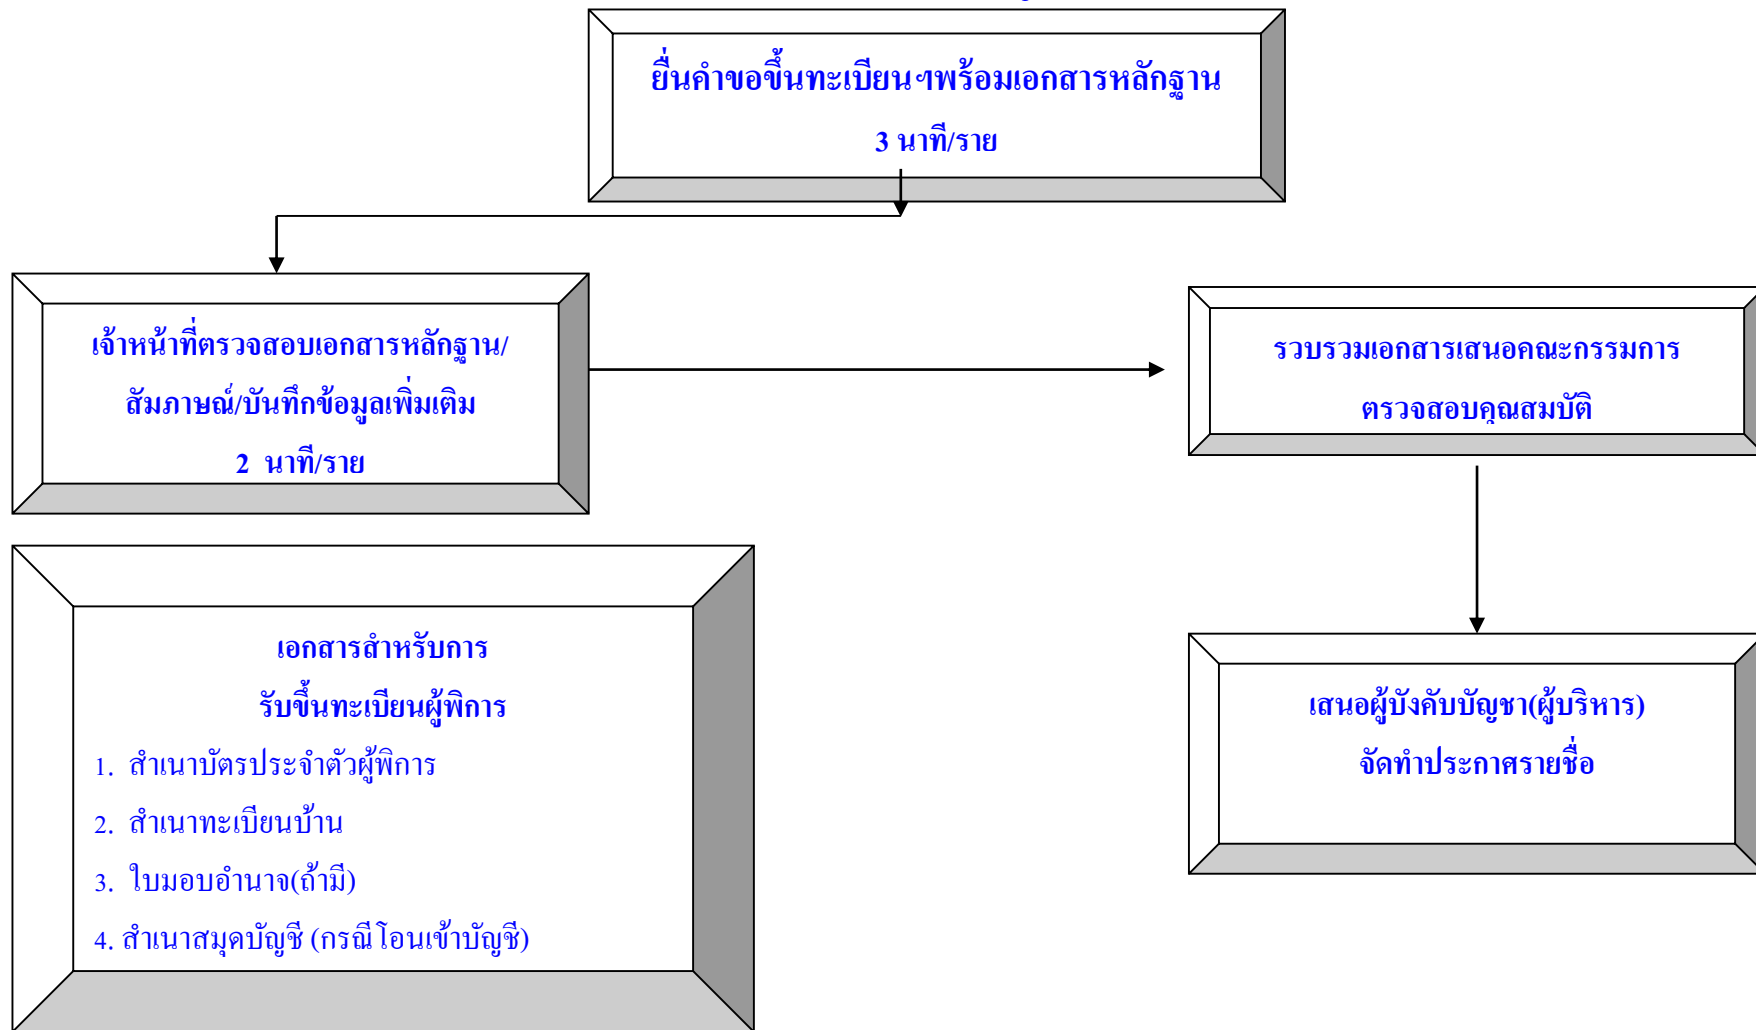 ยื่นคำขอขึ้นทะเบียนฯพร้อมเอกสารหลักฐาน
3 นาที/ราย
เจ้าหน้าที่ตรวจสอบเอกสารหลักฐาน/
สัมภาษณ์/บันทึกข้อมูลเพิ่มเติม
2 นาที/ราย
รวบรวมเอกสารเสนอคณะกรรมการ
ตรวจสอบคุณสมบัติ
เอกสารสำหรับการ
รับขึ้นทะเบียนผู้พิการ
1. สำเนาบัตรประจำตัวผู้พิการ
2. สำเนาทะเบียนบ้าน
3. ใบมอบอำนาจ(ถ้ามี)
4. สำเนาสมุดบัญชี (กรณีโอนเข้าบัญชี)
เสนอผู้บังคับบัญชา(ผู้บริหาร)
จัดทำประกาศรายชื่อ